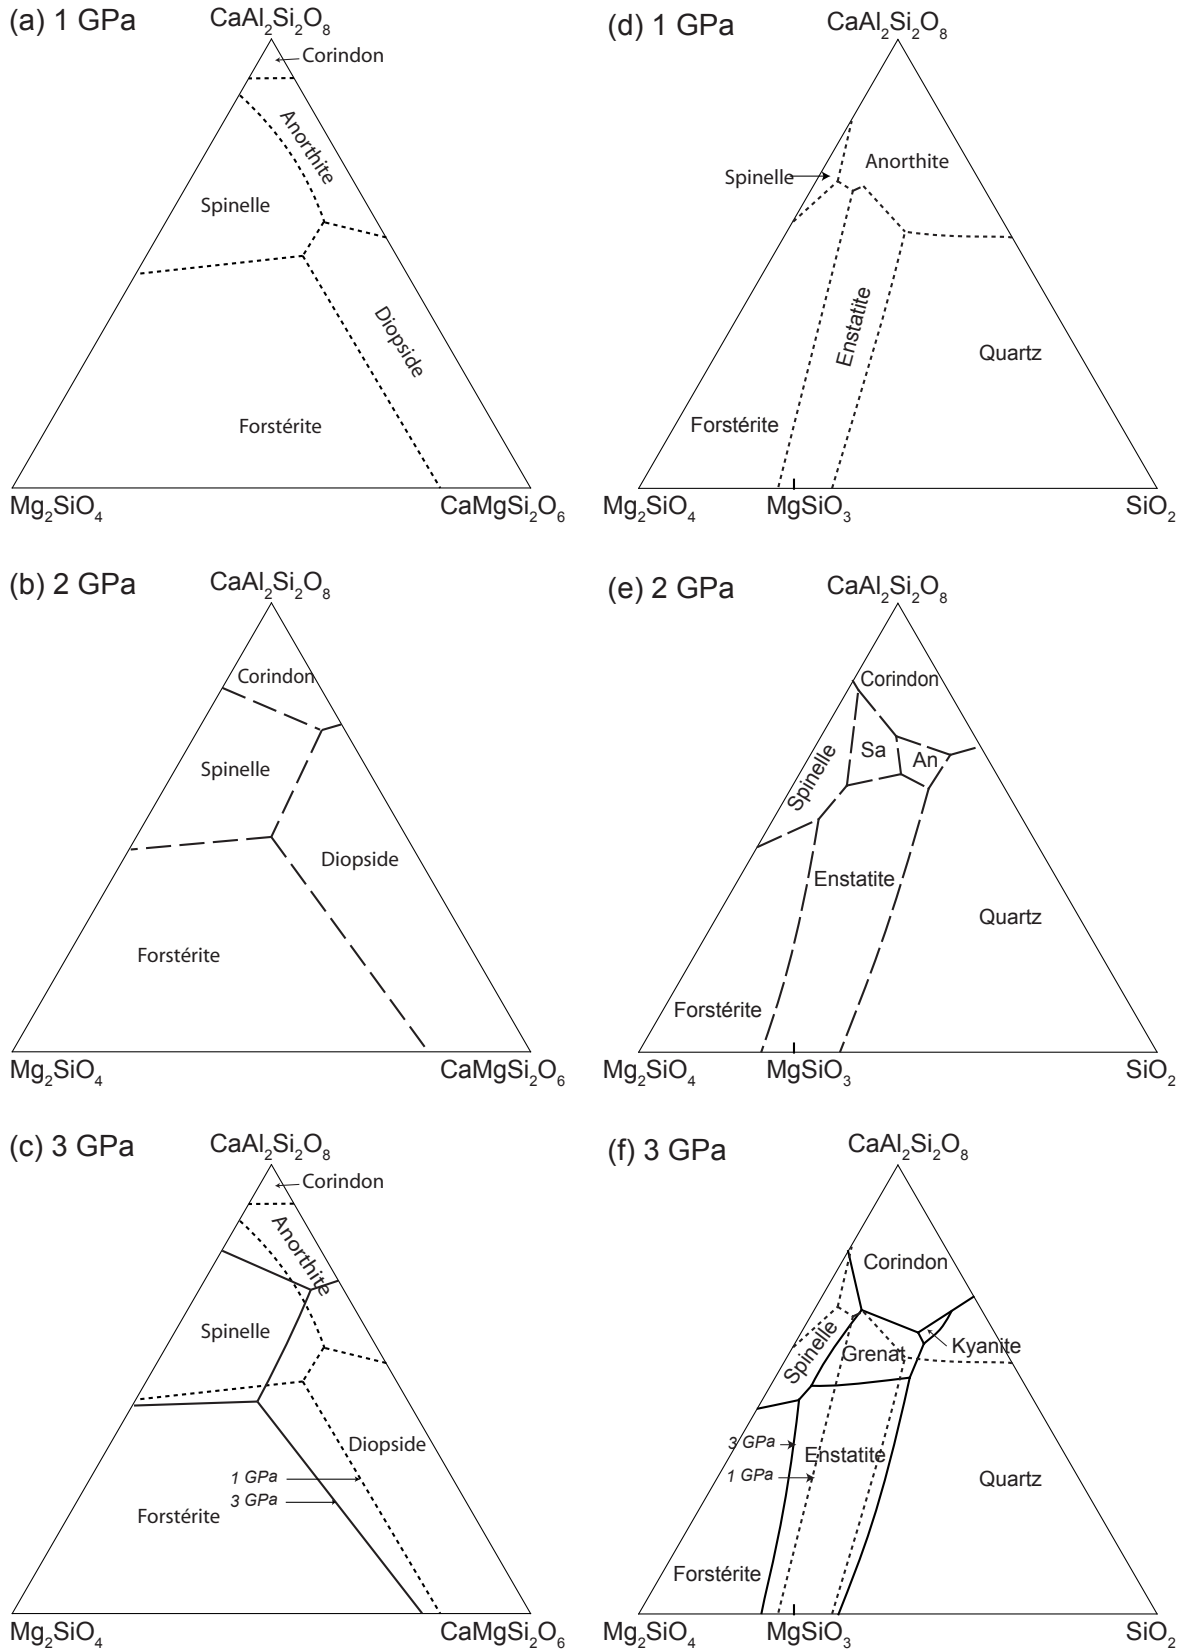 (a) 1 GPa
CaAl₂Si₂O₈
Corindon
Anorthite
Spinelle
Diopside
Forstérite
Mg₂SiO₄
CaMgSi₂O₆
(d) 1 GPa
CaAl₂Si₂O₈
Anorthite
Spinelle
Enstatite
Quartz
Forstérite
Mg₂SiO₄
MgSiO₃
SiO₂
(b) 2 GPa
CaAl₂Si₂O₈
Corindon
Spinelle
Diopside
Forstérite
Mg₂SiO₄
CaMgSi₂O₆
(e) 2 GPa
CaAl₂Si₂O₈
Corindon
Spinelle
Sa
An
Enstatite
Quartz
Forstérite
Mg₂SiO₄
MgSiO₃
SiO₂
(c) 3 GPa
CaAl₂Si₂O₈
Corindon
Anorthite
Spinelle
Diopside
1 GPa
3 GPa
Forstérite
Mg₂SiO₄
CaMgSi₂O₆
(f) 3 GPa
CaAl₂Si₂O₈
Corindon
Spinelle
Grenat
Kyanite
3 GPa
Enstatite
1 GPa
Quartz
Forstérite
Mg₂SiO₄
MgSiO₃
SiO₂